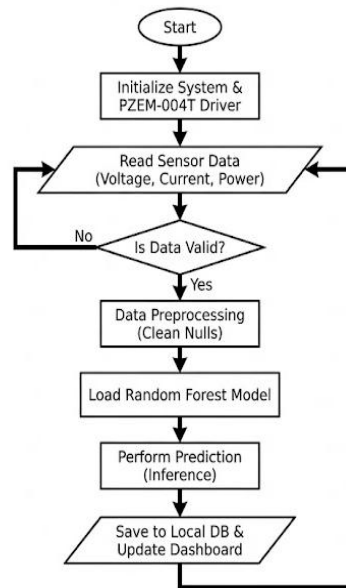 Start
Initialize System &
PZEM-004T Driver
Read Sensor Data
(Voltage, Current, Power)
No
Is Data Valid?
Yes
Data Preprocessing
(Clean Nulls)
Load Random Forest Model
Perform Prediction
(Inference)
Save to Local DB &
Update Dashboard